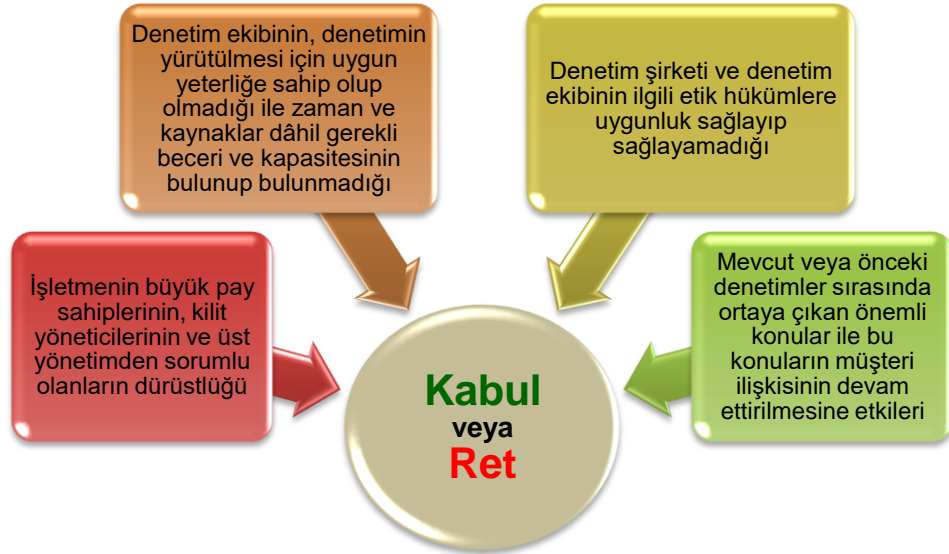 Denetim ekibinin, denetimin
yürütülmesi için uygun
yeterliğe sahip olup
olmadığı ile zaman ve
kaynaklar dâhil gerekli
beceri ve kapasitesinin
bulunup bulunmadığı
Denetim şirketi ve denetim
ekibinin ilgili etik hükümlere
uygunluk sağlayıp
sağlayamadığı
İşletmenin büyük pay
sahiplerinin, kilit
yöneticilerinin ve üst
yönetimden sorumlu
olanların dürüstlüğü
Mevcut veya önceki
denetimler sırasında
ortaya çıkan önemli
konular ile bu
konuların müşteri
ilişkisinin devam
ettirilmesine etkileri
Kabul
veya
Ret